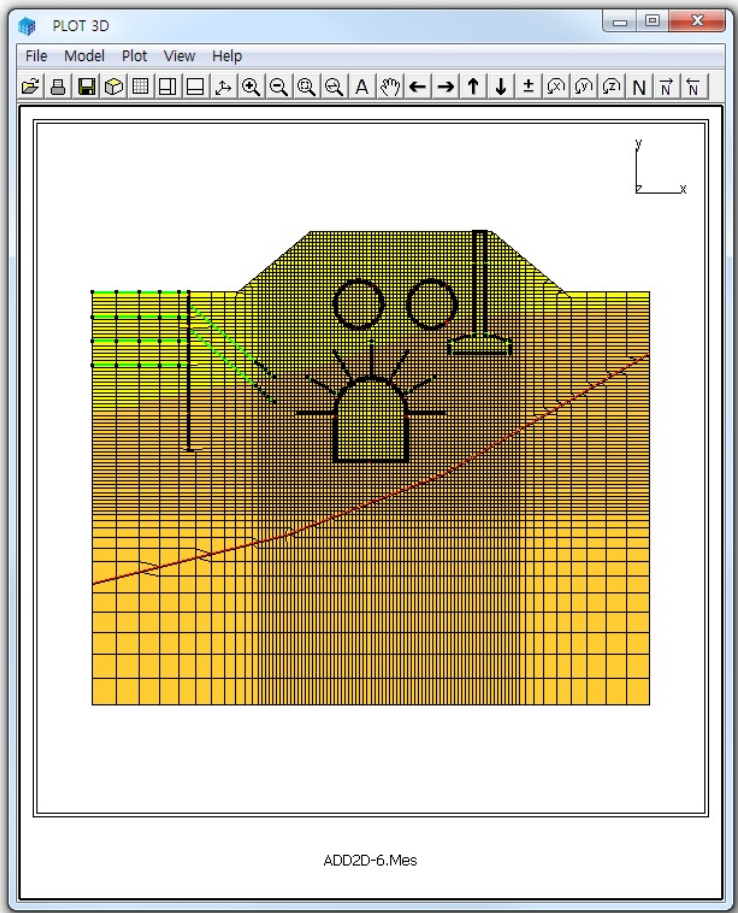 PLOT 3D
File Model Plot View Help
A ± X y Z N N N
y
z x
ADD2D-6.Mes